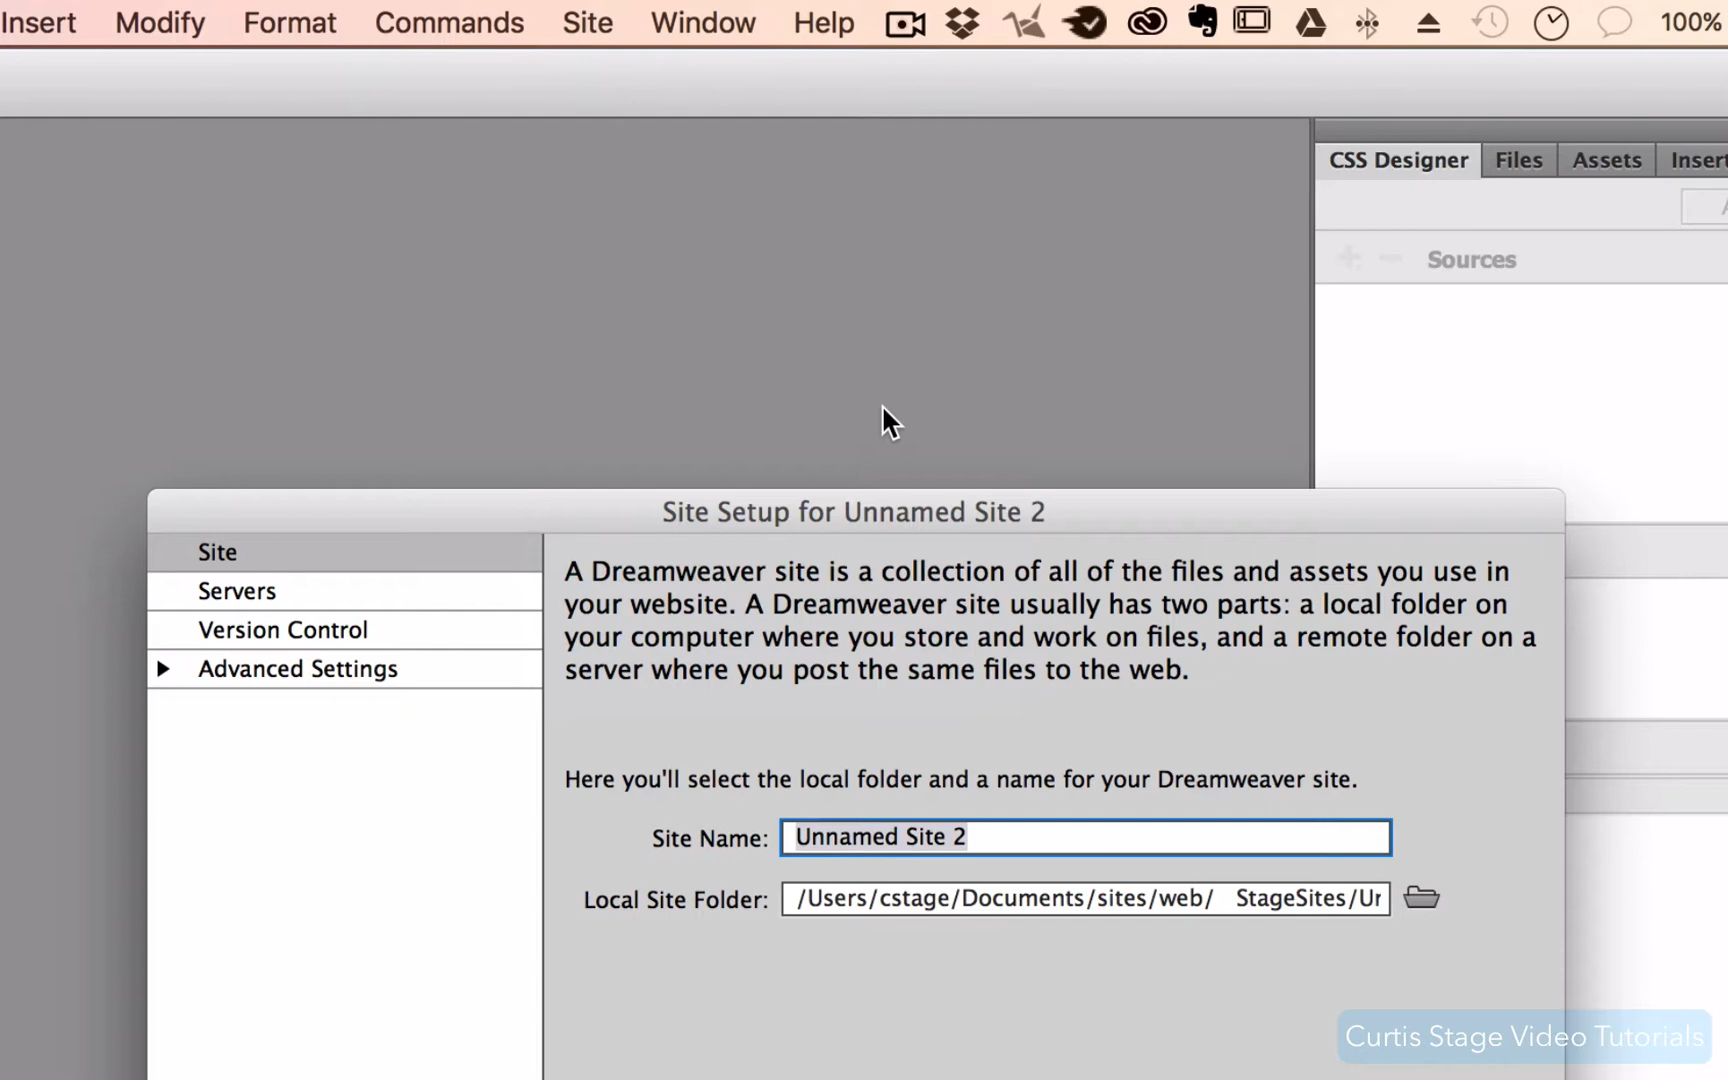 Insert Modify Format Commands Site Window Help 100%
CSS Designer Files Assets Insert
Sources
Site Setup for Unnamed Site 2
Site
Servers
Version Control
Advanced Settings
A Dreamweaver site is a collection of all of the files and assets you use in
your website. A Dreamweaver site usually has two parts: a local folder on
your computer where you store and work on files, and a remote folder on a
server where you post the same files to the web.
Here you'll select the local folder and a name for your Dreamweaver site.
Site Name: Unnamed Site 2
Local Site Folder: /Users/cstage/Documents/sites/web/ StageSites/Ur
Curtis Stage Video Tutorials